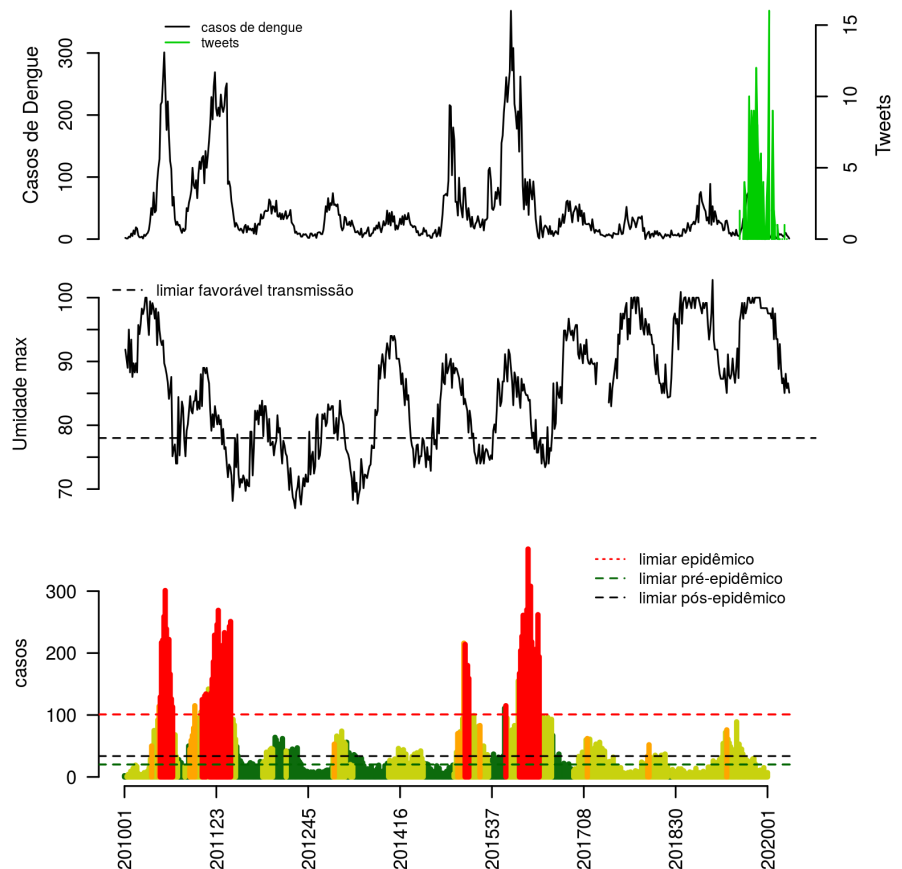 casos de dengue
tweets
Casos de Dengue
0
100
200
300
Tweets
0
5
10
15
limiar favorável transmissão
Umidade max
70
80
90
100
limiar epidêmico
limiar pré-epidêmico
limiar pós-epidêmico
casos
0
100
200
300
201001
201123
201245
201416
201537
201708
201830
202001